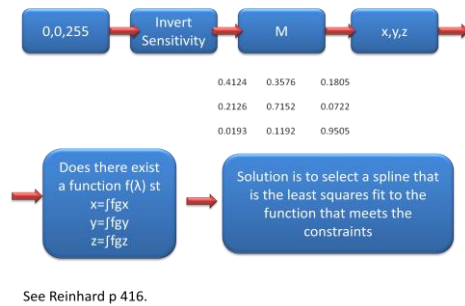 0,0,255
Invert
Sensitivity
M
x,y,z
0.4124 0.3576 0.1805
0.2126 0.7152 0.0722
0.0193 0.1192 0.9505
Does there exist
a function f(λ) st
x=∫fgx
y=∫fgy
z=∫fgz
Solution is to select a spline that
is the least squares fit to the
function that meets the
constraints
See Reinhard p 416.